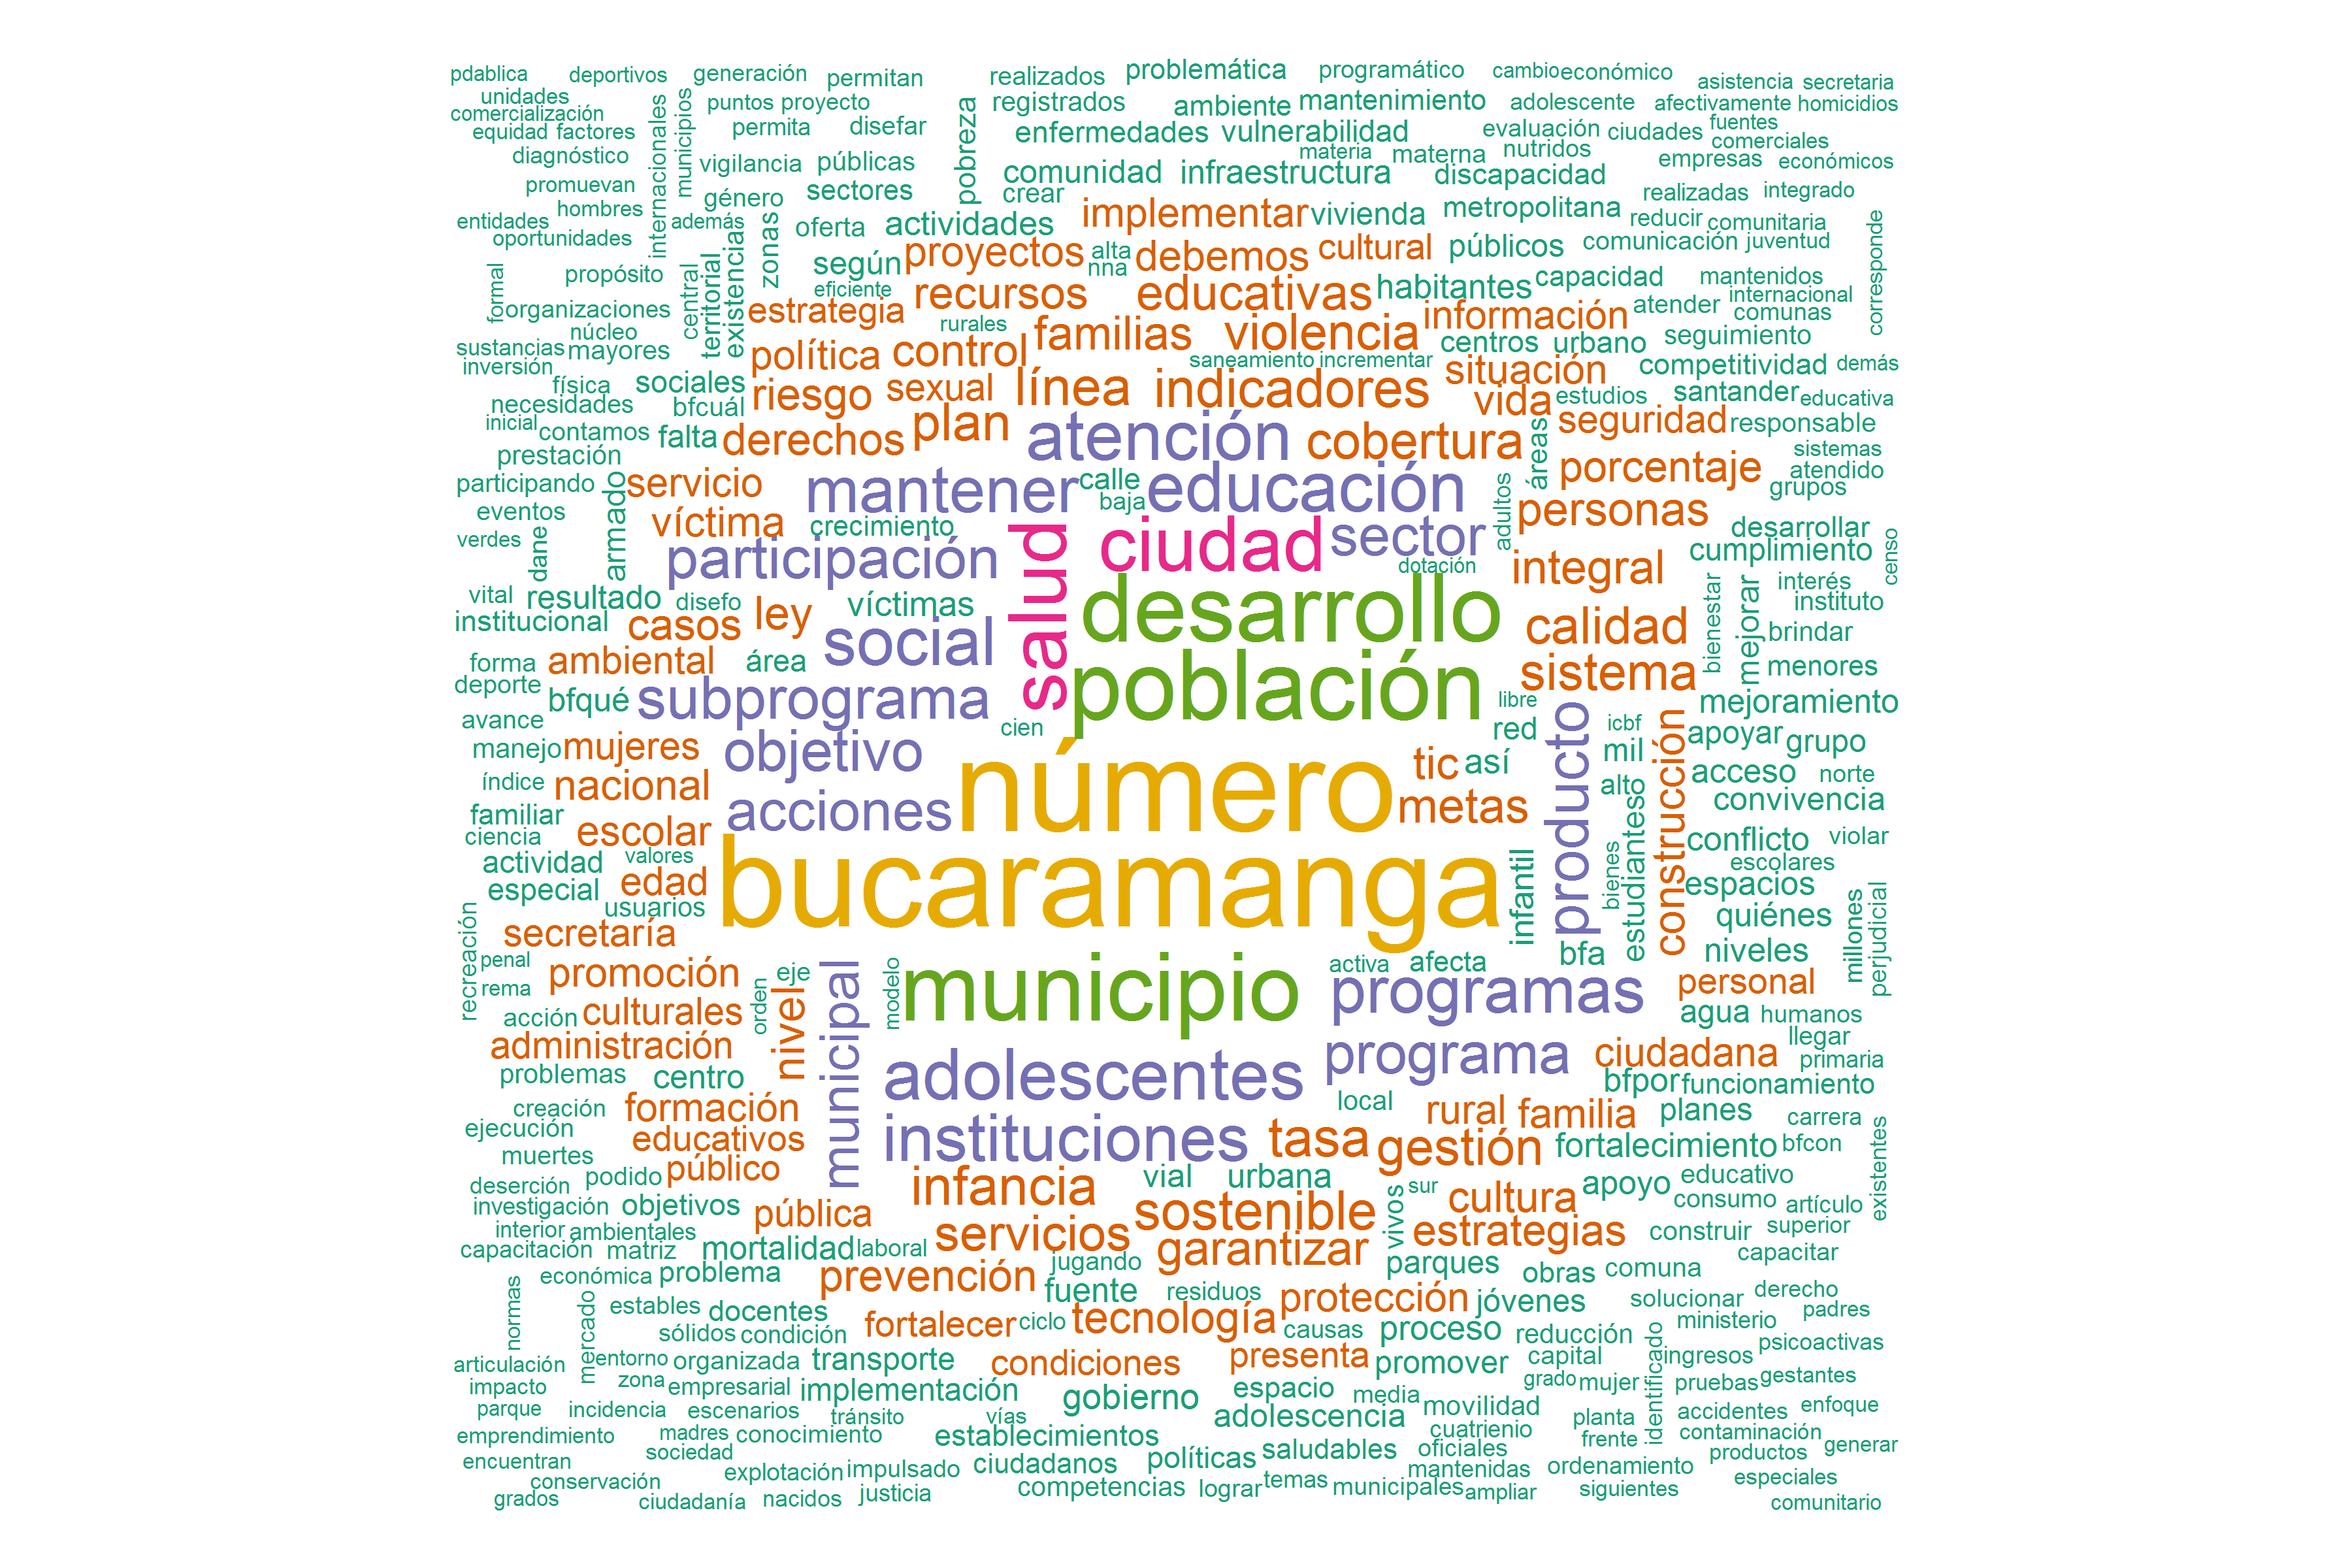 pdablica deportivos generación permitan realizados problemática programático cambio económico asistencia secretaria
unidades puntos proyecto registrados ambiente mantenimiento adolescente afectivamente homicidios
comercialización municipios internacionales pobreza
equidad factores permita disefar enfermedades vulnerabilidad evaluación ciudades fuentes comerciales
diagnóstico vigilancia públicas materia materna nutridos empresas económicos
promuevan género sectores comunidad infraestructura discapacidad realizadas integrado
entidades hombres además crear
oportunidades zonas oferta actividades implementar vivienda metropolitana reducir comunitaria corresponde
existencia territorial central formal
propósito según proyectos alta nna debemos cultural públicos comunicación juventud
organizaciones eficiente recursos educativas habitantes capacidad mantenidos internacional
núcleo estrategia rurales familias violencia información atender comunas
sustancias mayores política control saneamiento incrementar centros urbano seguimiento
inversión física sociales riesgo sexual línea indicadores situación competitividad demás
necesidades bfcuál vida estudios santander educativa
inicial contamos falta derechos plan atención cobertura áreas seguridad responsable
prestación sistemas
participando armado servicio mantener calle baja educación adultos porcentaje atendido grupos
eventos víctima crecimiento salud ciudad sector personas desarrollar
verdes dane participación dotación integral cumplimiento censo
vital resultado disefo ley víctimas desarrollo bienestar mejorar interés instituto
institucional casos social calidad brindar
forma ambiental área población sistema menores
deporte bfqué subprograma libre mejoramiento
avance cien red producto icbf construcción
manejo mujeres objetivo número tic así mil apoyar grupo
índice nacional metas alto acceso norte
familiar acciones estudiantes convivencia
ciencia escolar conflicto violar
actividad valores bucaramanga infantil bienes escolares
especial edad espacios
usuarios quiénes millones perjudicial
recreación secretaría bfa niveles
penal promoción eje municipal modelo municipio activa afecta programas personal
rema culturales orden nivel agua humanos
acción llegar
administración adolescentes programa ciudadana primaria
problemas centro bfpor funcionamiento
creación formación local rural familia planes carrera
ejecución educativos instituciones tasa gestión fortalecimiento bfcon existentes
muertes público
deserción podido infancia vial urbana sur cultura apoyo educativo
investigación objetivos pública sostenible vivos consumo artículo
interior ambientales servicios estrategias construir superior
capacitación matriz mortalidad laboral garantizar capacitar
económica problema prevención jugando parques obras comuna
normas mercado estables docentes fuente residuos protección jóvenes solucionar derecho
sólidos condición fortalecer ciclo tecnología causas proceso reducción ministerio padres
articulación entorno organizada transporte condiciones presenta promover capital identificado ingresos psicoactivas
impacto zona empresarial implementación gobierno espacio media grado mujer pruebas gestantes
parque incidencia escenarios tránsito vías adolescencia movilidad planta accidentes enfoque
emprendimiento madres conocimiento establecimientos cuatrienio frente contaminación
encuentran sociedad ciudadanos políticas saludables oficiales productos generar
conservación explotación impulsado mantenidas ordenamiento especiales
grados ciudadanía nacidos justicia competencias lograr temas municipales ampliar siguientes comunitario